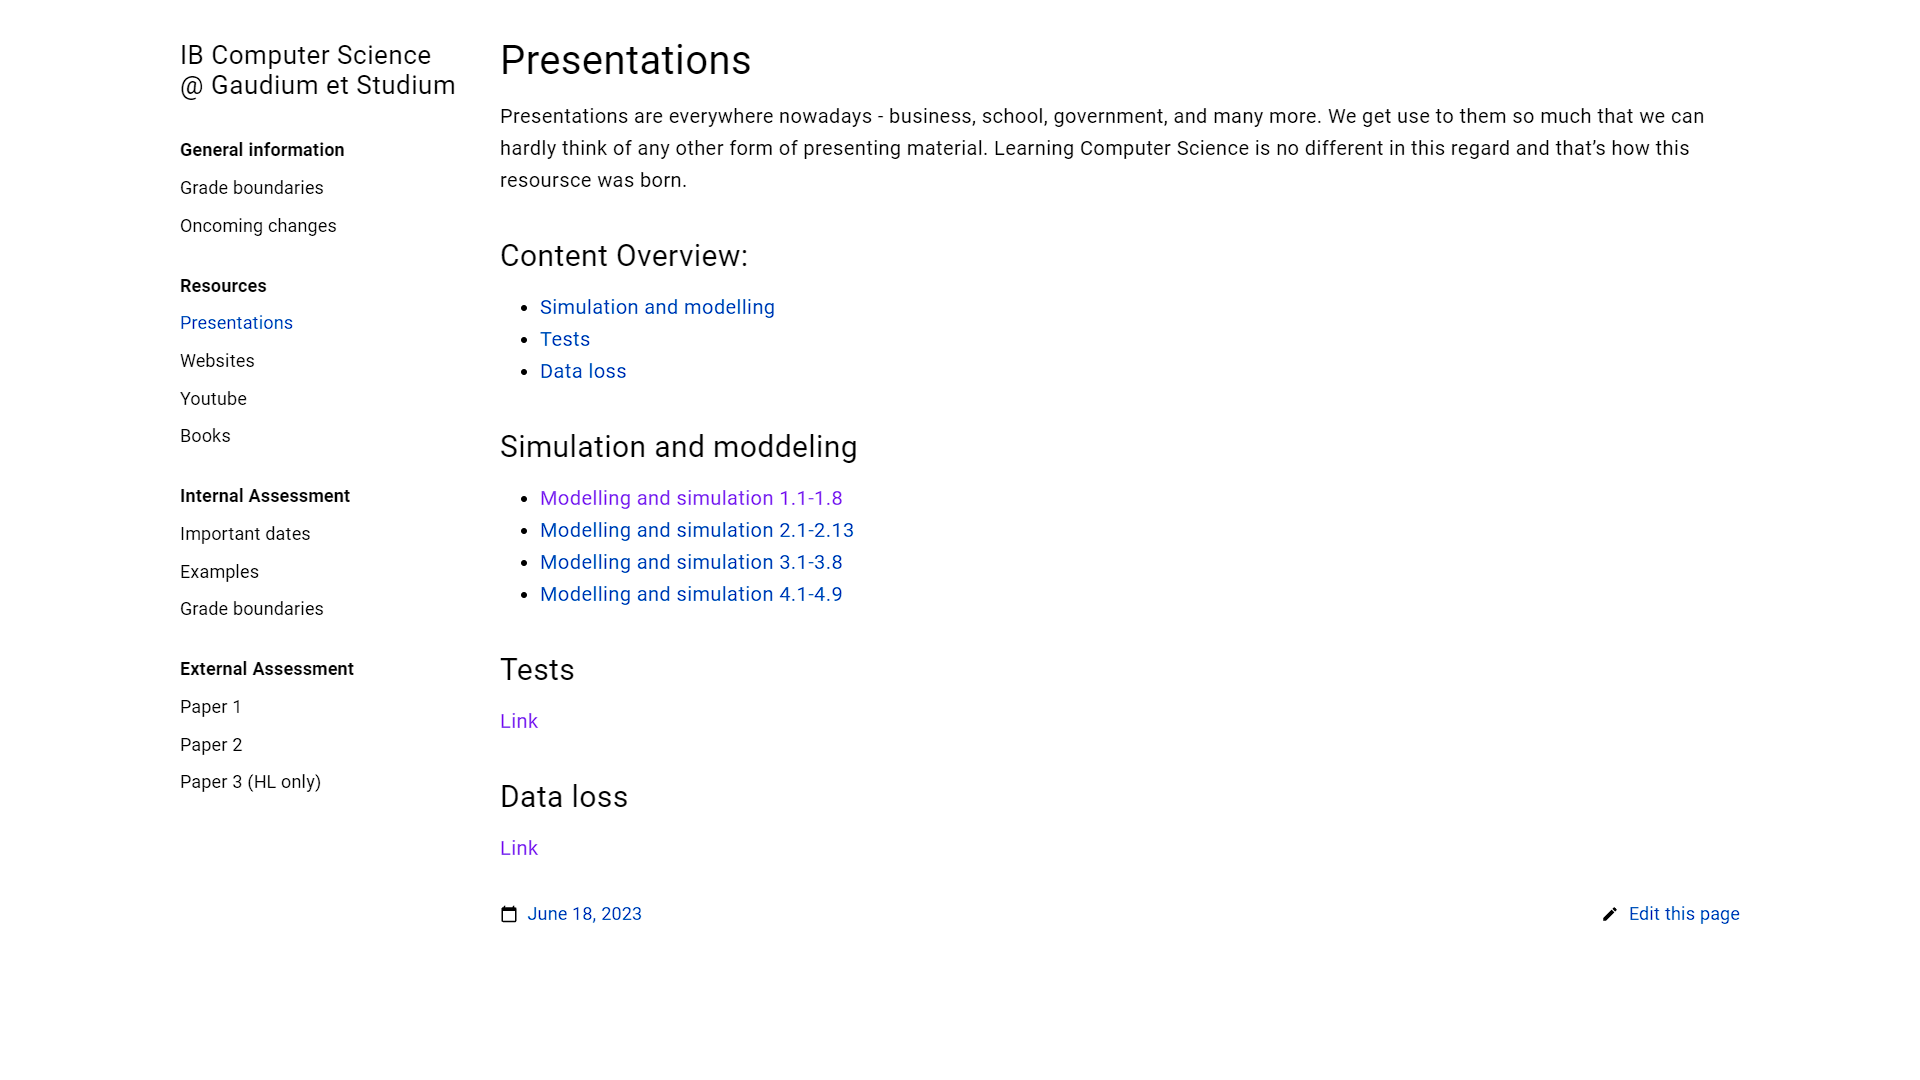 IB Computer Science
@ Gaudium et Studium
General information
Grade boundaries
Oncoming changes
Resources
Presentations
Websites
Youtube
Books
Internal Assessment
Important dates
Examples
Grade boundaries
External Assessment
Paper 1
Paper 2
Paper 3 (HL only)
Presentations
Presentations are everywhere nowadays - business, school, government, and many more. We get use to them so much that we can
hardly think of any other form of presenting material. Learning Computer Science is no different in this regard and that’s how this
resoursce was born.
Content Overview:
Simulation and modelling
Tests
Data loss
Simulation and moddeling
Modelling and simulation 1.1-1.8
Modelling and simulation 2.1-2.13
Modelling and simulation 3.1-3.8
Modelling and simulation 4.1-4.9
Tests
Link
Data loss
Link
June 18, 2023
Edit this page